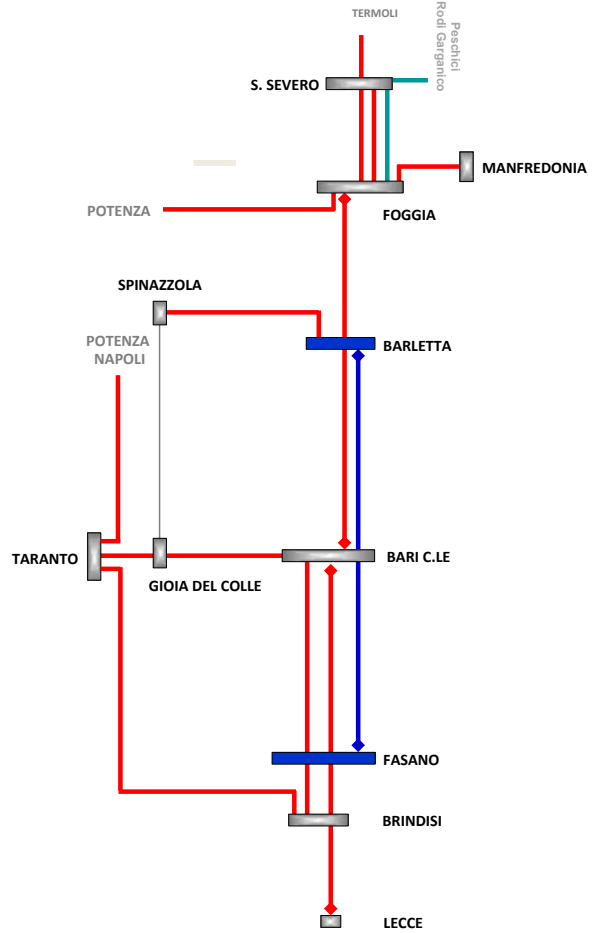 TERMOLI
Peschici
Rodi Garganico
S. SEVERO
MANFREDONIA
POTENZA
FOGGIA
SPINAZZOLA
POTENZA
NAPOLI
BARLETTA
TARANTO
GIOIA DEL COLLE
BARI C.LE
FASANO
BRINDISI
LECCE